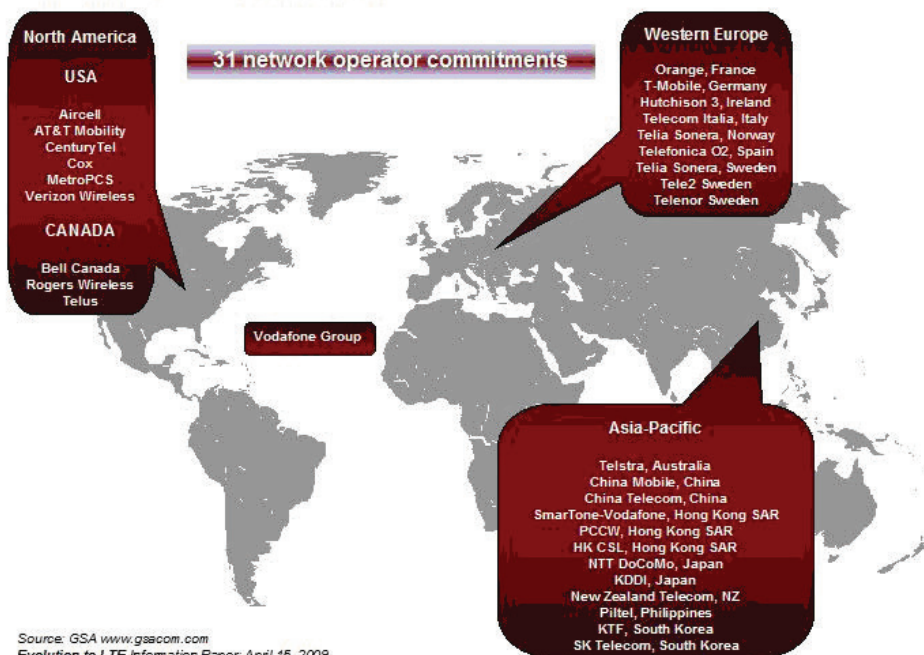 31 network operator commitments
North America
USA
Aircell
AT&T Mobility
CenturyTel
Cox
MetroPCS
Verizon Wireless
CANADA
Bell Canada
Rogers Wireless
Telus
Western Europe
Orange, France
T-Mobile, Germany
Hutchison 3, Ireland
Telecom Italia, Italy
Telia Sonera, Norway
Telefonica O2, Spain
Telia Sonera, Sweden
Tele2 Sweden
Telenor Sweden
Vodafone Group
Asia-Pacific
Telstra, Australia
China Mobile, China
China Telecom, China
SmarTone-Vodafone, Hong Kong SAR
PCCW, Hong Kong SAR
HK CSL, Hong Kong SAR
NTT DoCoMo, Japan
KDDI, Japan
New Zealand Telecom, NZ
Piltel, Philippines
KTF, South Korea
SK Telecom, South Korea
Source: GSA www.gsacom.com
Evolution to LTE Information Paper: April 15, 2009